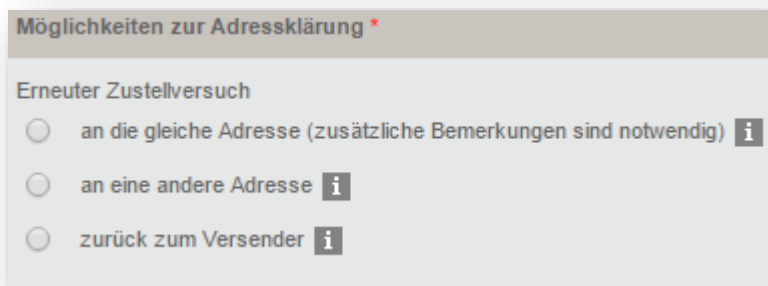 Möglichkeiten zur Adressklärung *
Erneuter Zustellversuch
an die gleiche Adresse (zusätzliche Bemerkungen sind notwendig) i
an eine andere Adresse i
zurück zum Versender i